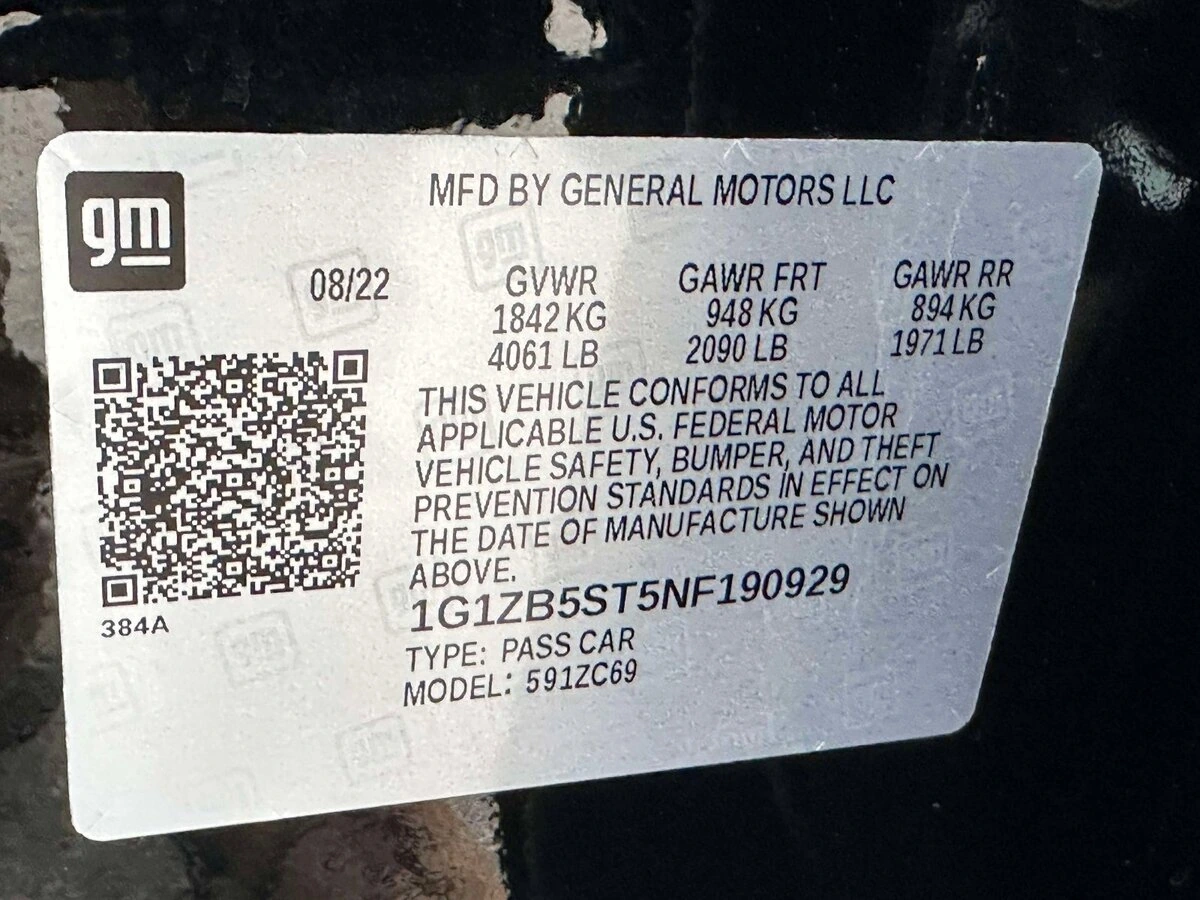 gm
MFD BY GENERAL MOTORS LLC
08/22
GVWR GAWR FRT GAWR RR
1842 KG 948 KG 894 KG
4061 LB 2090 LB 1971 LB
THIS VEHICLE CONFORMS TO ALL
APPLICABLE U.S. FEDERAL MOTOR
VEHICLE SAFETY, BUMPER, AND THEFT
PREVENTION STANDARDS IN EFFECT ON
THE DATE OF MANUFACTURE SHOWN
ABOVE.
1G1ZB5ST5NF190929
TYPE: PASS CAR
MODEL: 591ZC69
384A